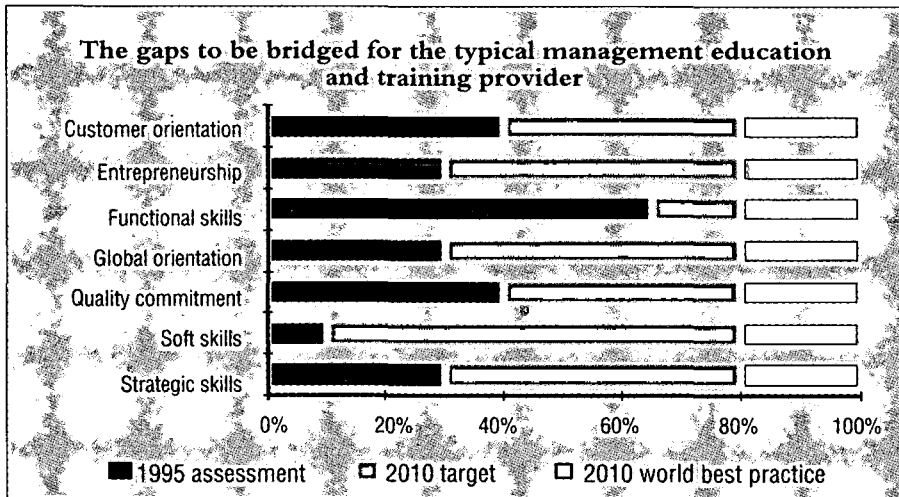 The gaps to be bridged for the typical management education
and training provider
Customer orientation
Entrepreneurship
Functional skills
Global orientation
Quality commitment
Soft skills
Strategic skills
0% 20% 40% 60% 80% 100%
1995 assessment 2010 target 2010 world best practice